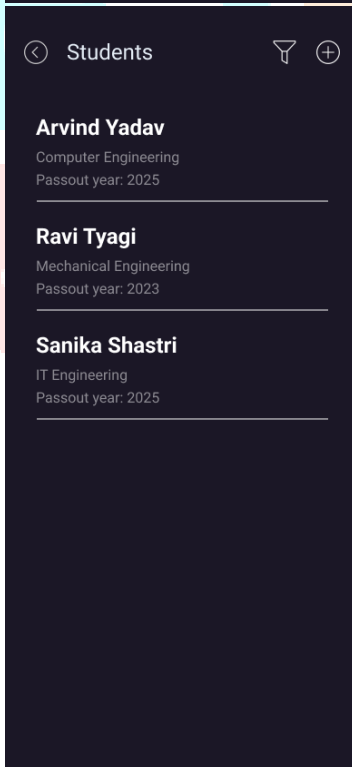 Students
Arvind Yadav
Computer Engineering
Passout year: 2025
Ravi Tyagi
Mechanical Engineering
Passout year: 2023
Sanika Shastri
IT Engineering
Passout year: 2025